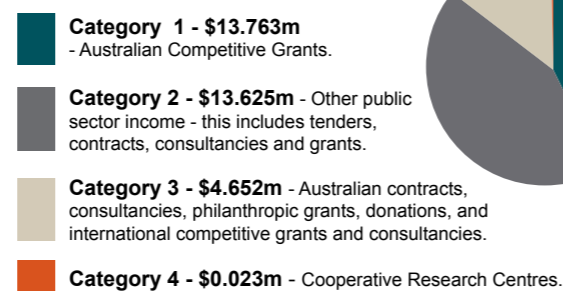 Category 1 - $13.763m
- Australian Competitive Grants.
Category 2 - $13.625m - Other public
sector income - this includes tenders,
contracts, consultancies and grants.
Category 3 - $4.652m - Australian contracts,
consultancies, philanthropic grants, donations, and
international competitive grants and consultancies.
Category 4 - $0.023m - Cooperative Research Centres.